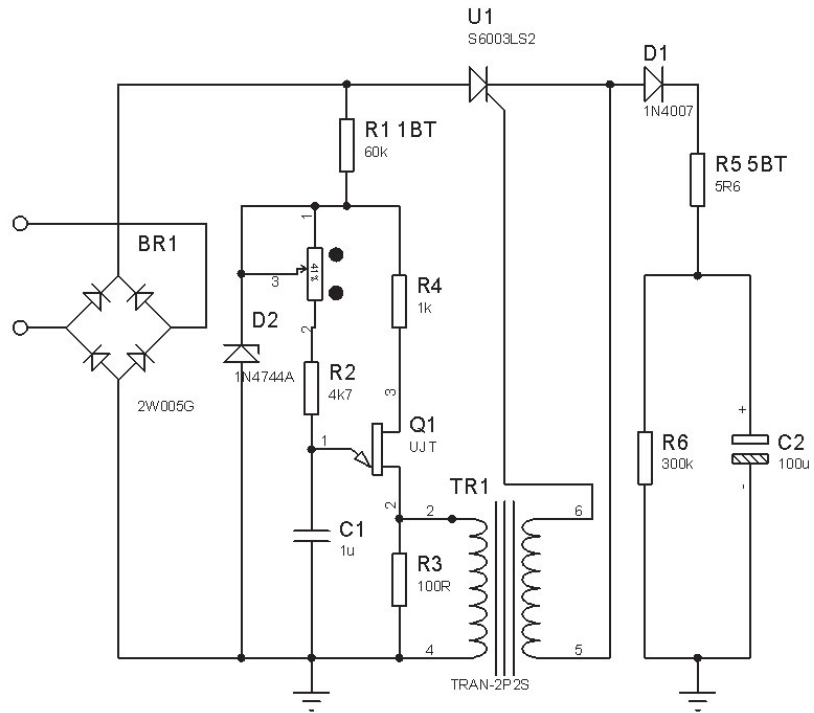 U1
S6003LS2
D1
1N4007
R1 1BT
60k
R5 5BT
5R6
BR1
2W005G
1
3
41%
2
R4
1k
D2
1N4744A
R2
4k7
3
1
Q1
UJT
2
R6
300k
+
C2
100u
-
TR1
2
6
C1
1u
R3
100R
4
5
TRAN-2P2S